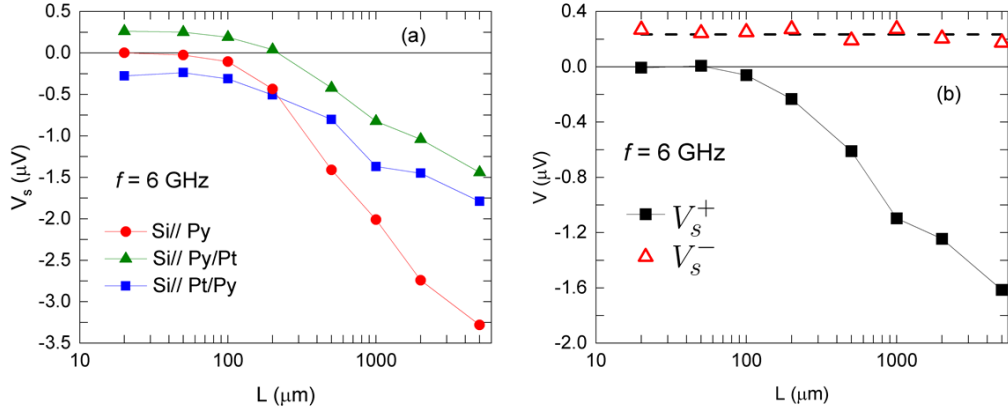 (a)
0.5
0.0
-0.5
-1.0
-1.5
-2.0
-2.5
-3.0
-3.5
V_s (μV)
f = 6 GHz
Si// Py
Si// Py/Pt
Si// Pt/Py
10 100 1000
L (μm)
(b)
0.4
0.0
-0.4
-0.8
-1.2
-1.6
-2.0
V (μV)
f = 6 GHz
V_s^+
V_s^-
10 100 1000
L (μm)